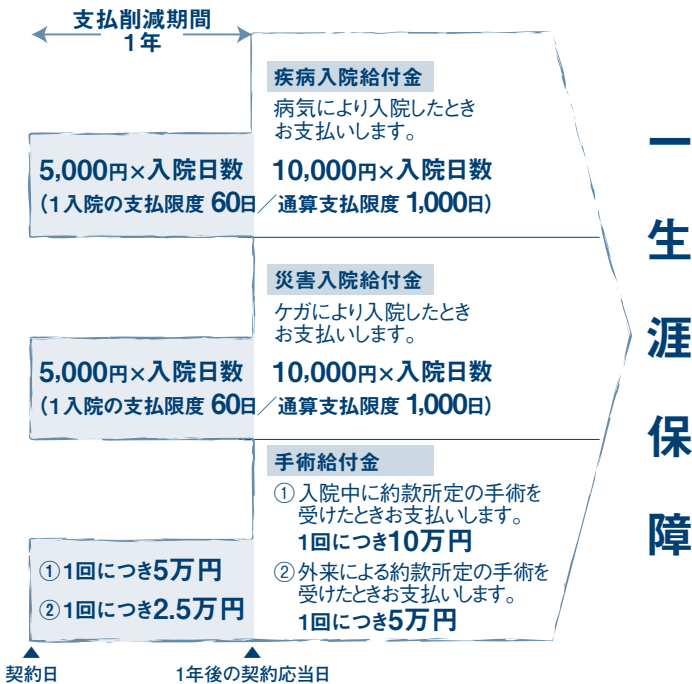 支払削減期間
1年
疾病入院給付金
病気により入院したとき
お支払いします。
5,000円×入院日数 10,000円×入院日数
(1入院の支払限度 60日／通算支払限度 1,000日)
災害入院給付金
ケガにより入院したとき
お支払いします。
5,000円×入院日数 10,000円×入院日数
(1入院の支払限度 60日／通算支払限度 1,000日)
手術給付金
①入院中に約款所定の手術を
受けたときお支払いします。
1回につき10万円
②外来による約款所定の手術を
受けたときお支払いします。
1回につき5万円
①1回につき5万円
②1回につき2.5万円
契約日
1年後の契約応当日
一生涯保障